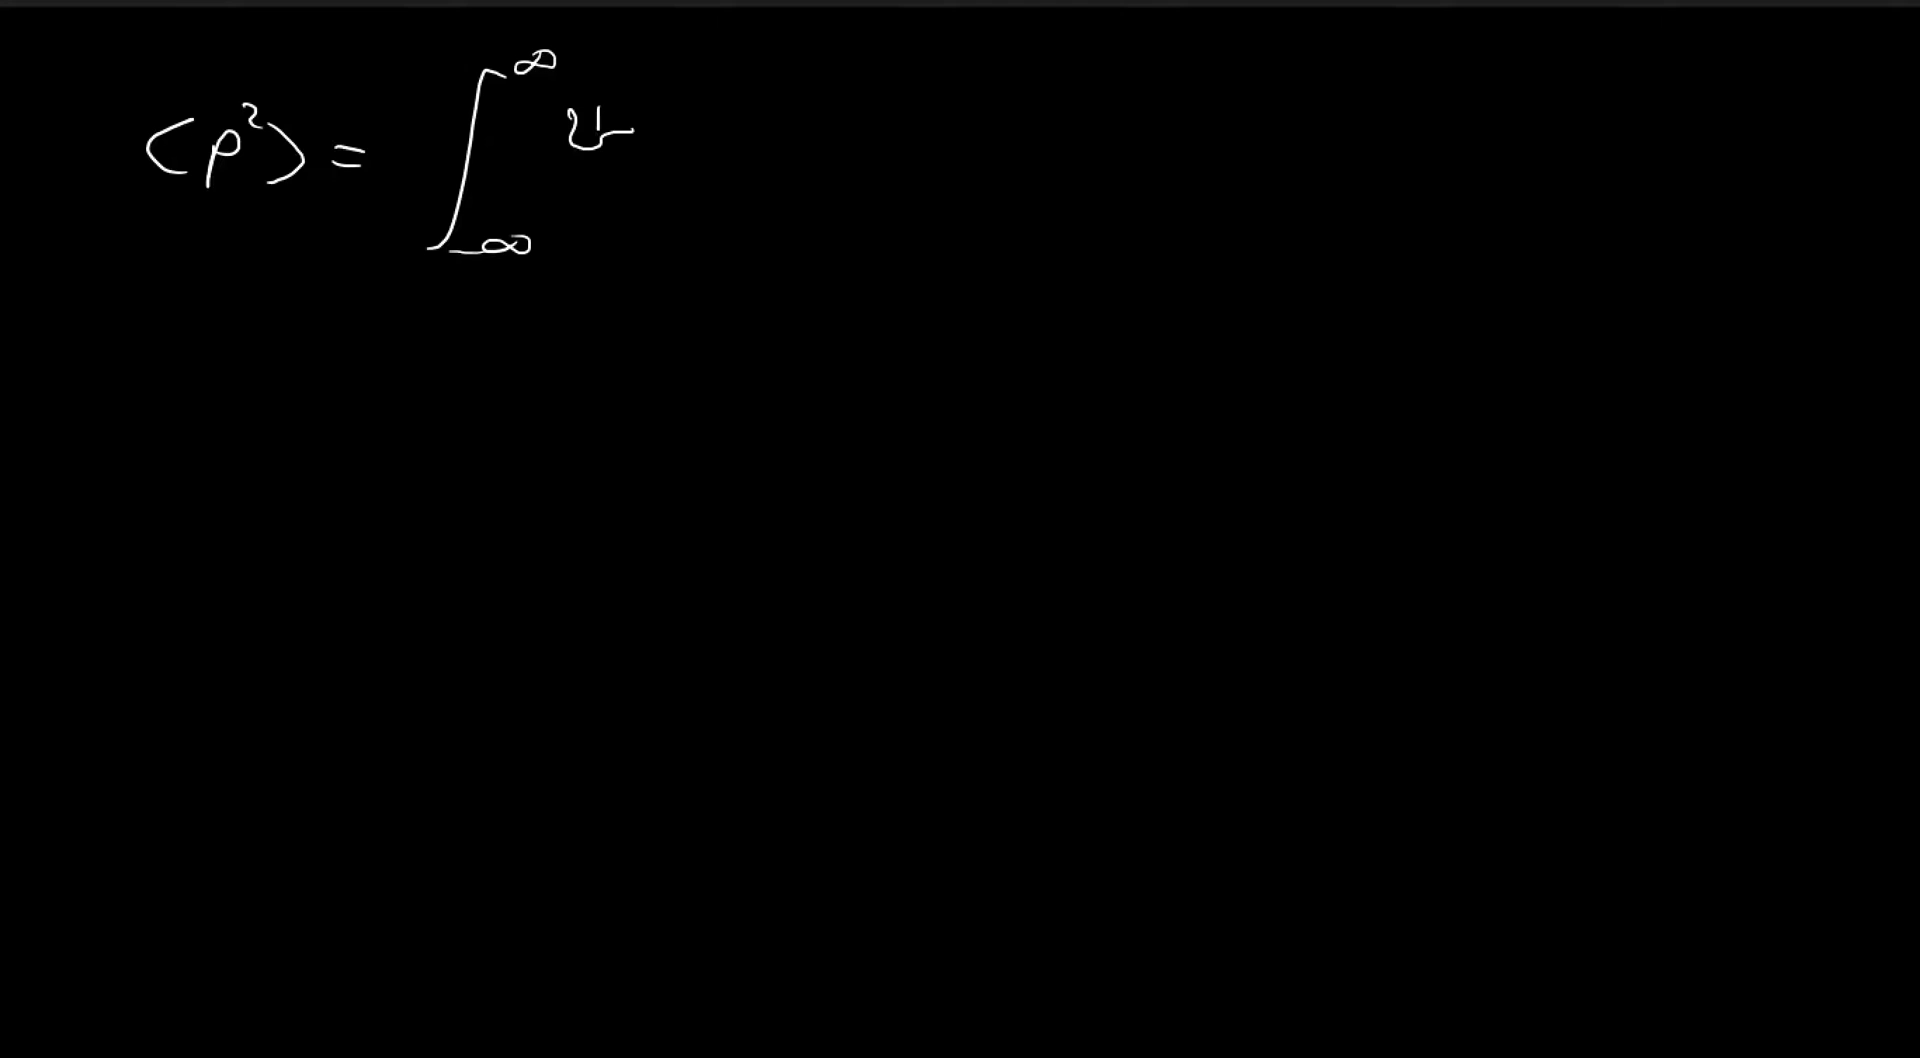 ⟨p²⟩ = ∫_{-∞}^{∞}